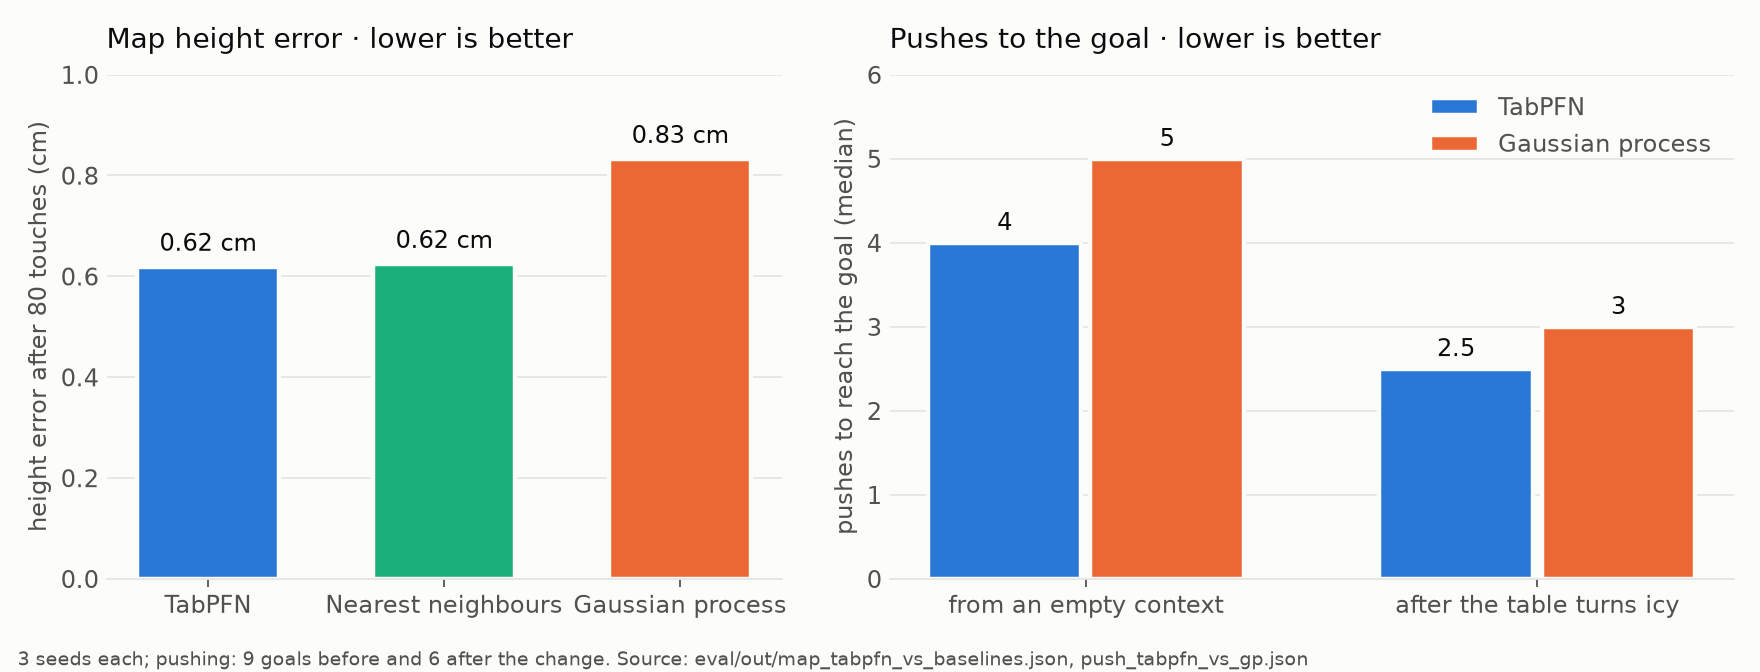 Map height error · lower is better
height error after 80 touches (cm)
1.0
0.8
0.6
0.4
0.2
0.0
0.62 cm
0.62 cm
0.83 cm
TabPFN
Nearest neighbours
Gaussian process
Pushes to the goal · lower is better
pushes to reach the goal (median)
6
5
4
3
2
1
0
TabPFN
Gaussian process
4
5
2.5
3
from an empty context
after the table turns icy
3 seeds each; pushing: 9 goals before and 6 after the change. Source: eval/out/map_tabpfn_vs_baselines.json, push_tabpfn_vs_gp.json